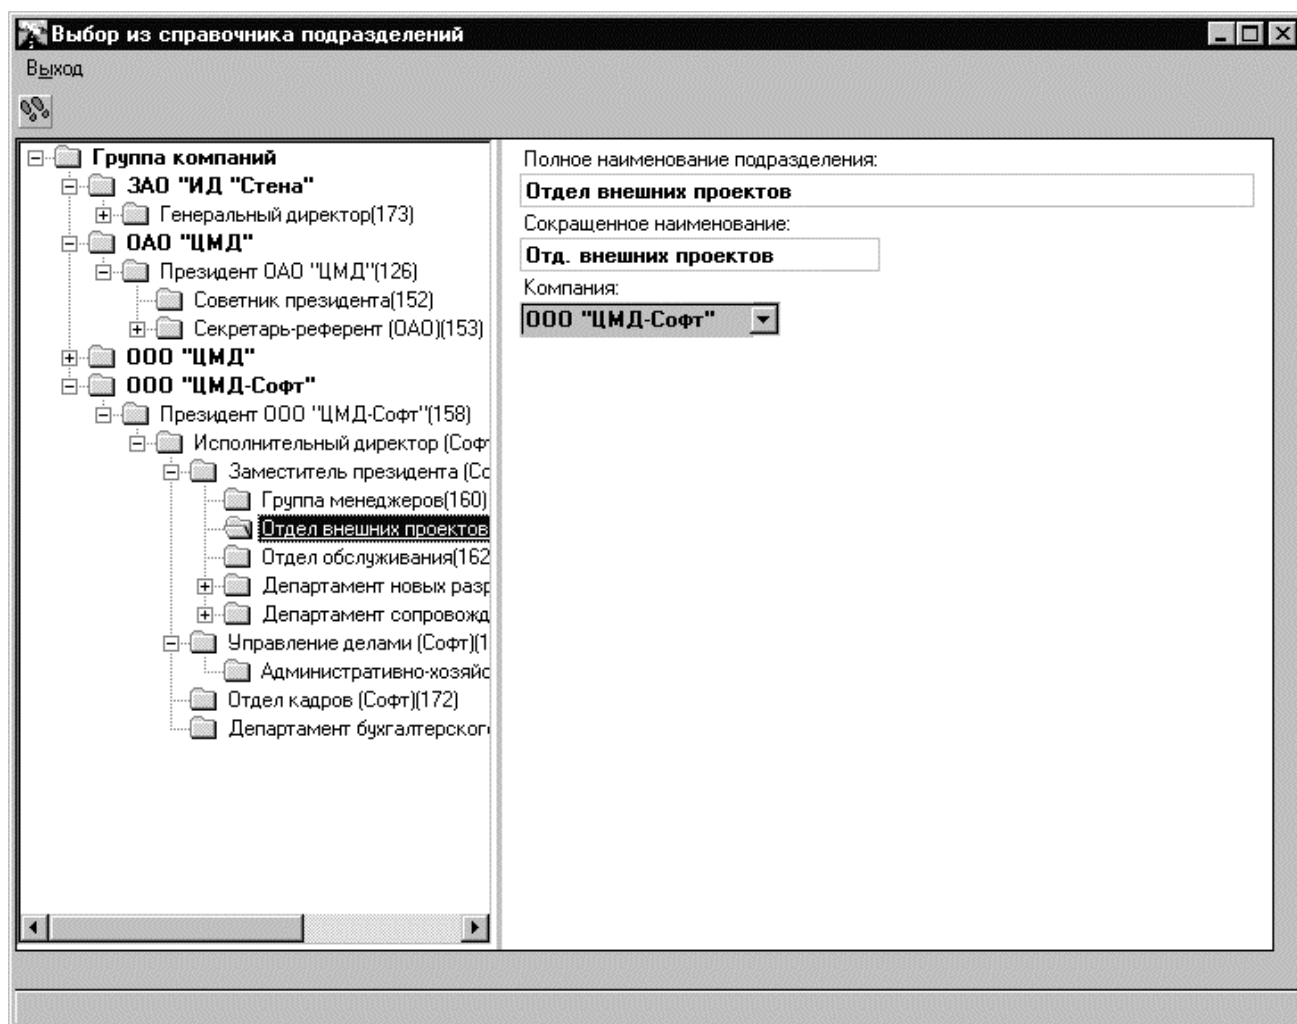 Выбор из справочника подразделений
Выход
Группа компаний
ЗАО "ИД "Стена"
Генеральный директор(173)
ОАО "ЦМД"
Президент ОАО "ЦМД"(126)
Советник президента(152)
Секретарь-референт (ОАО)(153)
ООО "ЦМД"
ООО "ЦМД-Софт"
Президент ООО "ЦМД-Софт"(158)
Исполнительный директор (Софт
Заместитель президента (Со
Группа менеджеров(160)
Отдел внешних проектов
Отдел обслуживания(162
Департамент новых разр
Департамент сопровожд
Управление делами (Софт)(1
Административно-хозяйс
Отдел кадров (Софт)(172)
Департамент бухгалтерског
Полное наименование подразделения:
Отдел внешних проектов
Сокращенное наименование:
Отд. внешних проектов
Компания:
ООО "ЦМД-Софт"